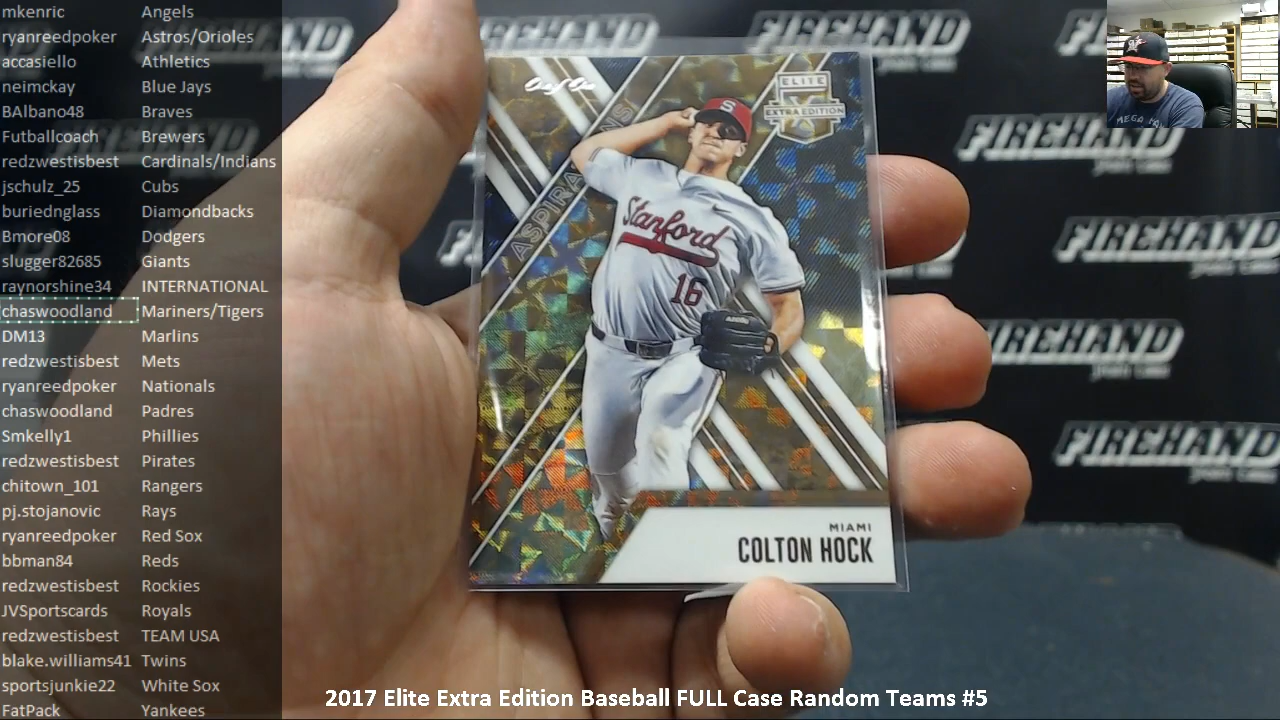 mkenric Angels
ryanreedpoker Astros/Orioles
accasiello Athletics
neimckay Blue Jays
BAlbano48 Braves
Futballcoach Brewers
redzwestisbest Cardinals/Indians
jschulz_25 Cubs
buriednglass Diamondbacks
Bmore08 Dodgers
slugger82685 Giants
raynorshine34 INTERNATIONAL
chaswoodland Mariners/Tigers
DM13 Marlins
redzwestisbest Mets
ryanreedpoker Nationals
chaswoodland Padres
Smkelly1 Phillies
redzwestisbest Pirates
chitown_101 Rangers
pj.stojanovic Rays
ryanreedpoker Red Sox
bbman84 Reds
redzwestisbest Rockies
JVSportscards Royals
redzwestisbest TEAM USA
blake.williams41 Twins
sportsjunkie22 White Sox
FatPack Yankees
ELITE
EXTRA EDITION
ASPIRATIONS
S
Stanford
16
MIAMI
COLTON HOCK
FIREHAND
FIREHAND
FIREHAND
FIREHAND
FIREHAND
2017 Elite Extra Edition Baseball FULL Case Random Teams #5